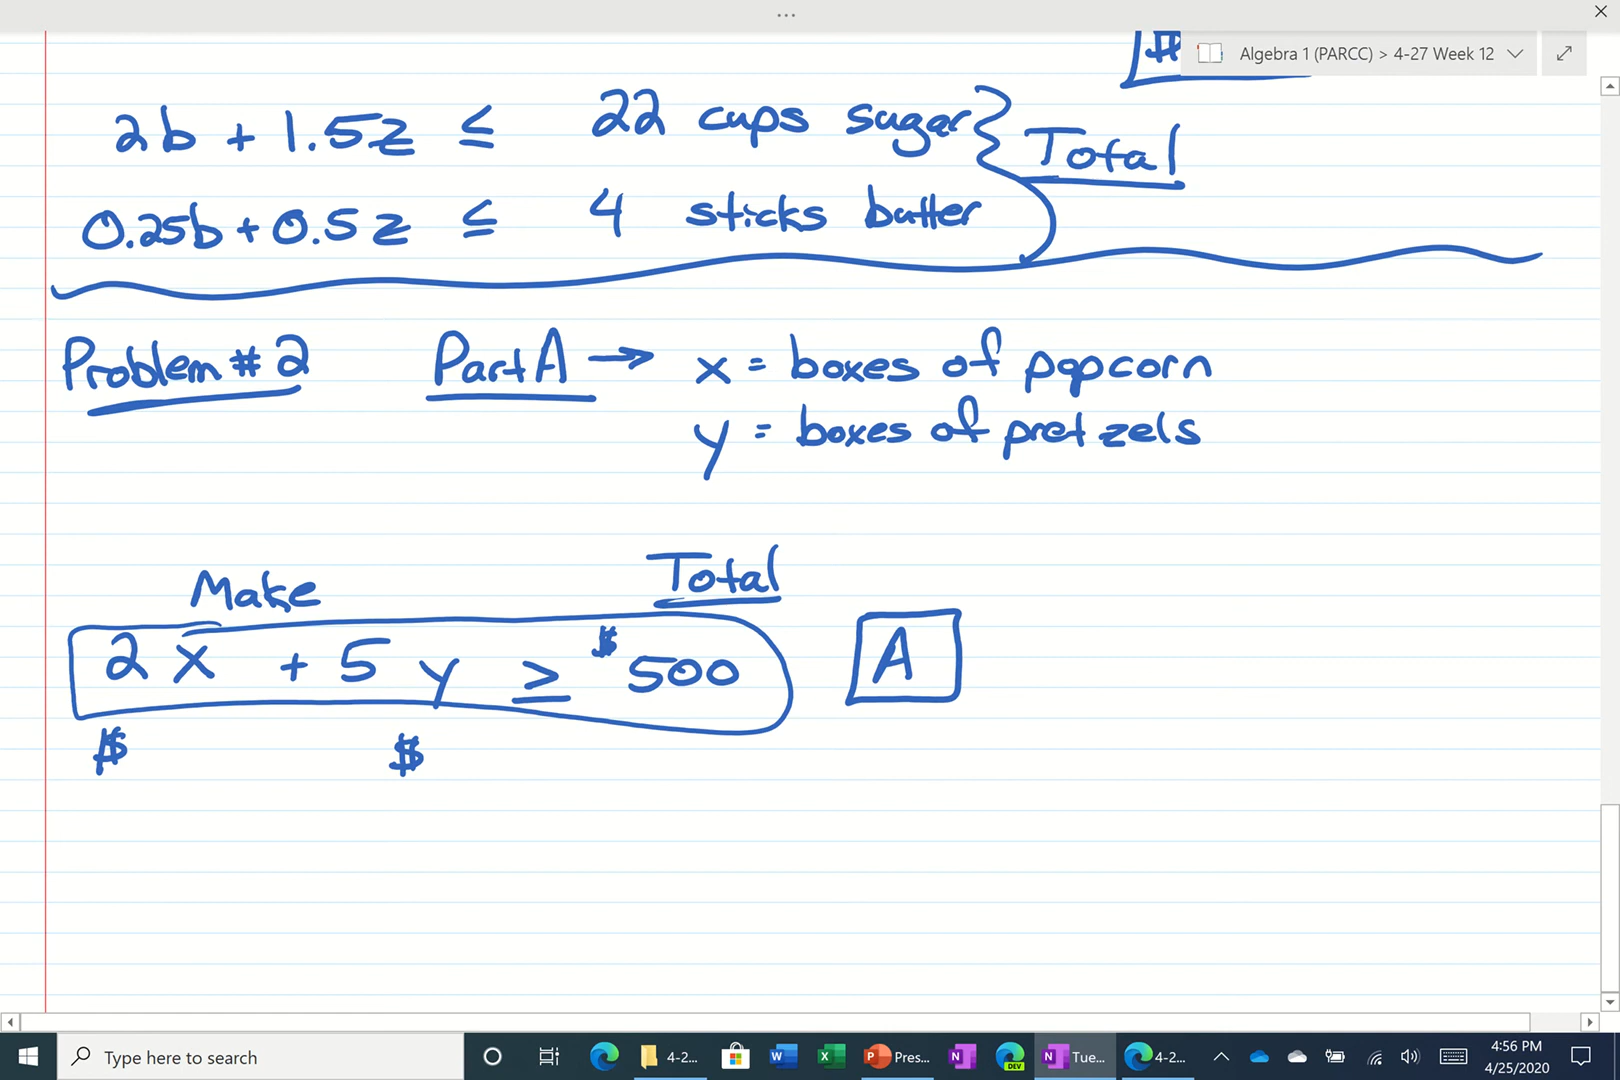 Algebra 1 (PARCC) > 4-27 Week 12
2b + 1.5z ≤ 22 cups sugar
Total
0.25b + 0.5z ≤ 4 sticks butter
Problem #2 Part A → x = boxes of popcorn
y = boxes of pretzels
Make Total
2x + 5y ≥ $500 A
$ $
Type here to search
4-2...
Pres...
DEV
Tue...
4-2...
4:56 PM
4/25/2020